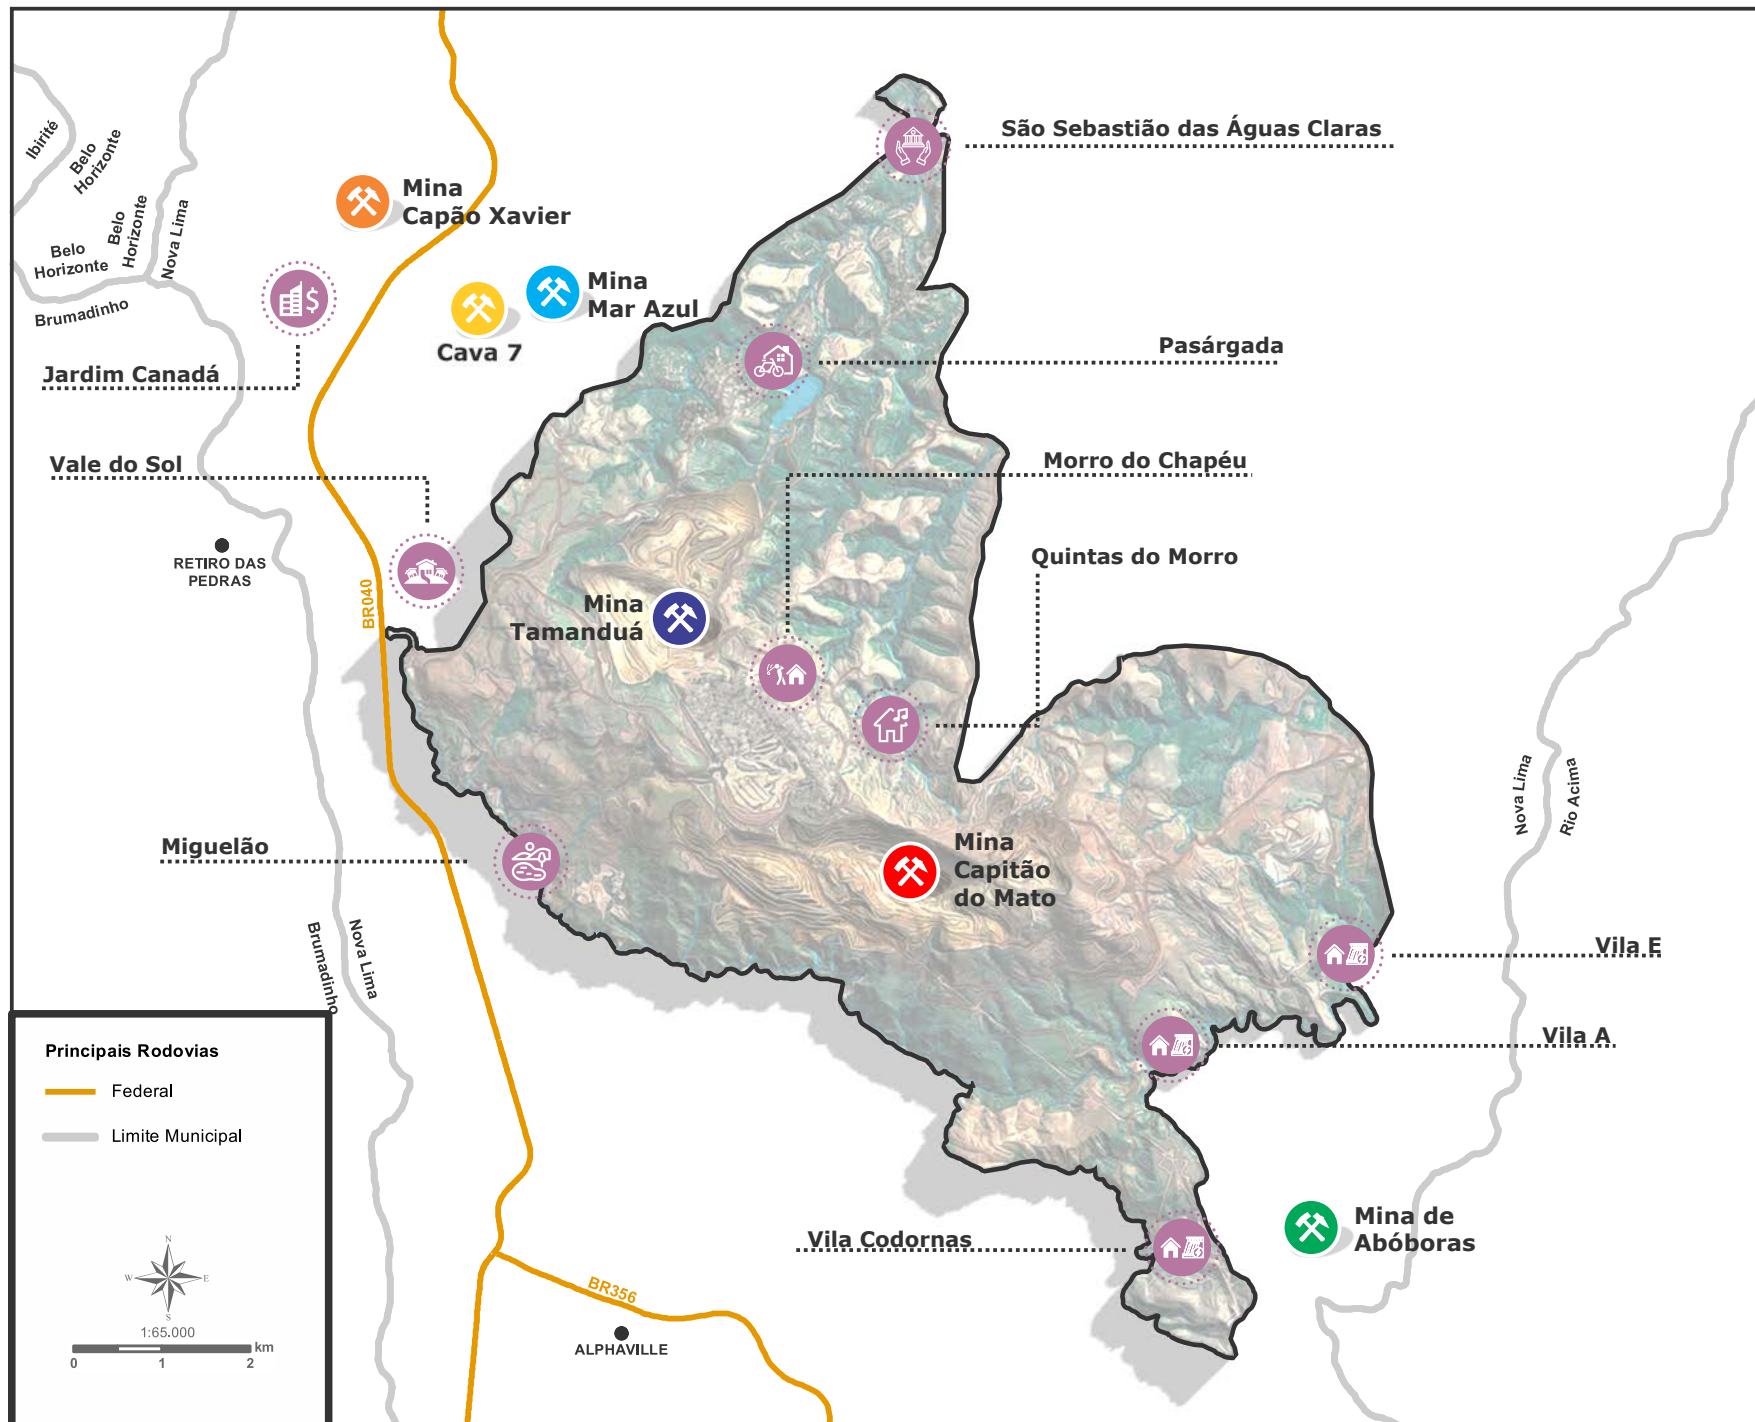 São Sebastião das Águas Claras
Ibirité
Belo
Horizonte
Mina
Capão Xavier
Belo
Horizonte
Nova Lima
Belo
Horizonte
Brumadinho
Mina
Mar Azul
Cava 7
Pasárgada
Jardim Canadá
Vale do Sol
Morro do Chapéu
RETIRO DAS
PEDRAS
BR040
Quintas do Morro
Mina
Tamanduá
Nova Lima
Rio Acima
Miguelão
Mina
Capitão
do Mato
Nova Lima
Brumadinho
Vila E
Vila A
Principais Rodovias
Federal
Limite Municipal
N
W
E
S
1:65.000
km
0 1 2
Vila Codornas
Mina de
Abóboras
BR356
ALPHAVILLE